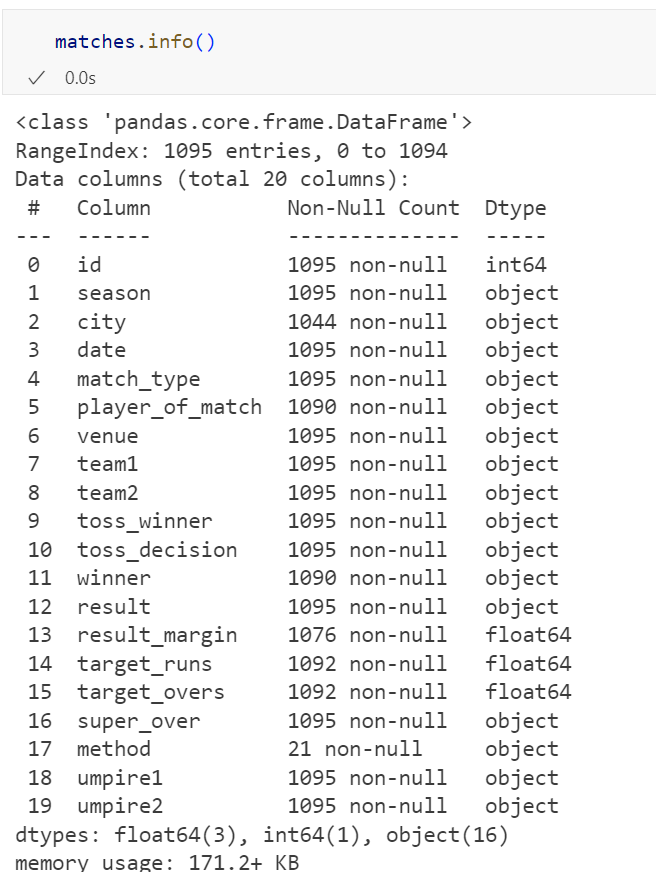 matches.info()
0.0s
<class 'pandas.core.frame.DataFrame'>
RangeIndex: 1095 entries, 0 to 1094
Data columns (total 20 columns):
 #   Column           Non-Null Count  Dtype
---  ------           --------------  -----
 0   id               1095 non-null   int64
 1   season           1095 non-null   object
 2   city             1044 non-null   object
 3   date             1095 non-null   object
 4   match_type       1095 non-null   object
 5   player_of_match  1090 non-null   object
 6   venue            1095 non-null   object
 7   team1            1095 non-null   object
 8   team2            1095 non-null   object
 9   toss_winner      1095 non-null   object
 10  toss_decision    1095 non-null   object
 11  winner           1090 non-null   object
 12  result           1095 non-null   object
 13  result_margin    1076 non-null   float64
 14  target_runs      1092 non-null   float64
 15  target_overs     1092 non-null   float64
 16  super_over       1095 non-null   object
 17  method           21 non-null     object
 18  umpire1          1095 non-null   object
 19  umpire2          1095 non-null   object
dtypes: float64(3), int64(1), object(16)
memory usage: 171.2+ KB